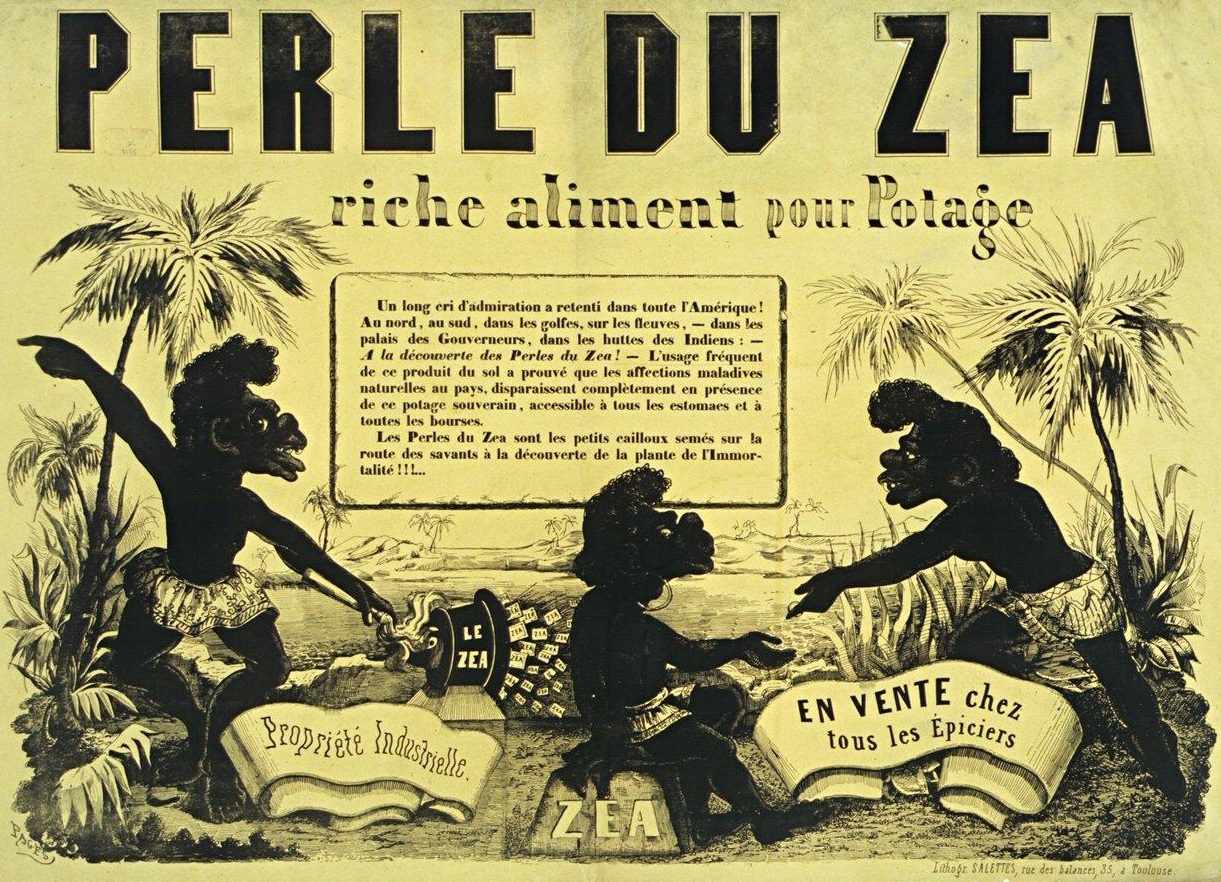 PERLE DU ZEA
riche aliment pour Potage
Un long cri d'admiration a retenti dans toute l'Amérique!
Au nord, au sud, dans les golfes, sur les fleuves, — dans les
palais des Gouverneurs, dans les huttes des Indiens : —
A la découverte des Perles du Zea! — L'usage fréquent
de ce produit du sol a prouvé que les affections maladives
naturelles au pays, disparaissent complètement en présence
de ce potage souverain, accessible à tous les estomacs et à
toutes les bourses.
Les Perles du Zea sont les petits cailloux semés sur la
route des savants à la découverte de la plante de l'Immor-
talité!!!...
LE
ZEA
Propriété Industrielle.
EN VENTE chez
tous les Épiciers
ZEA
Lithogr. SALETTES, rue des balances, 35, à Toulouse.